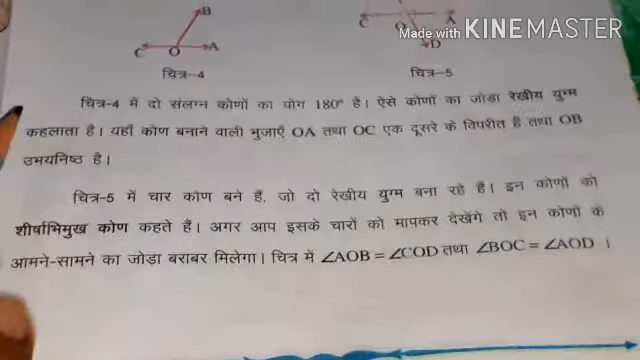 B
C O A
चित्र-4
C O A
D
चित्र-5
Made with KINEMASTER
चित्र-4 में दो संलग्न कोणों का योग 180° है। ऐसे कोणों का जोड़ा रेखीय युग्म
कहलाता है। यहाँ कोण बनाने वाली भुजाएँ OA तथा OC एक दूसरे के विपरीत है तथा OB
उभयनिष्ठ है।
चित्र-5 में चार कोण बने हैं, जो दो रेखीय युग्म बना रहे हैं। इन कोणों को
शीर्षाभिमुख कोण कहते हैं। अगर आप इसके चारों को मापकर देखेंगे तो इन कोणों के
आमने-सामने का जोड़ा बराबर मिलेगा। चित्र में ∠AOB = ∠COD तथा ∠BOC = ∠AOD ।